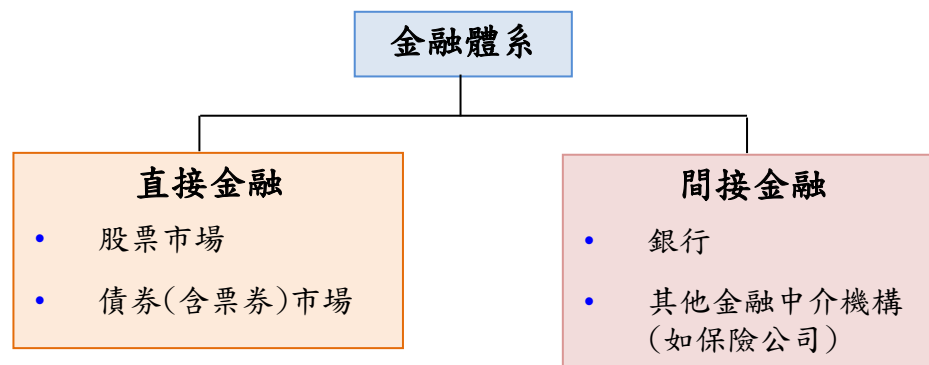 金融體系
直接金融
• 股票市場
• 債券(含票券)市場
間接金融
• 銀行
• 其他金融中介機構
(如保險公司)